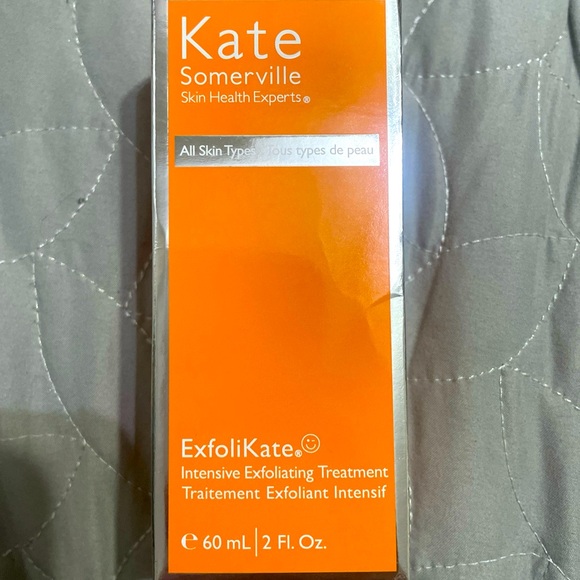 Kate
Somerville
Skin Health Experts®
All Skin Types Tous types de peau
ExfoliKate®
Intensive Exfoliating Treatment
Traitement Exfoliant Intensif
℮ 60 mL | 2 Fl. Oz.